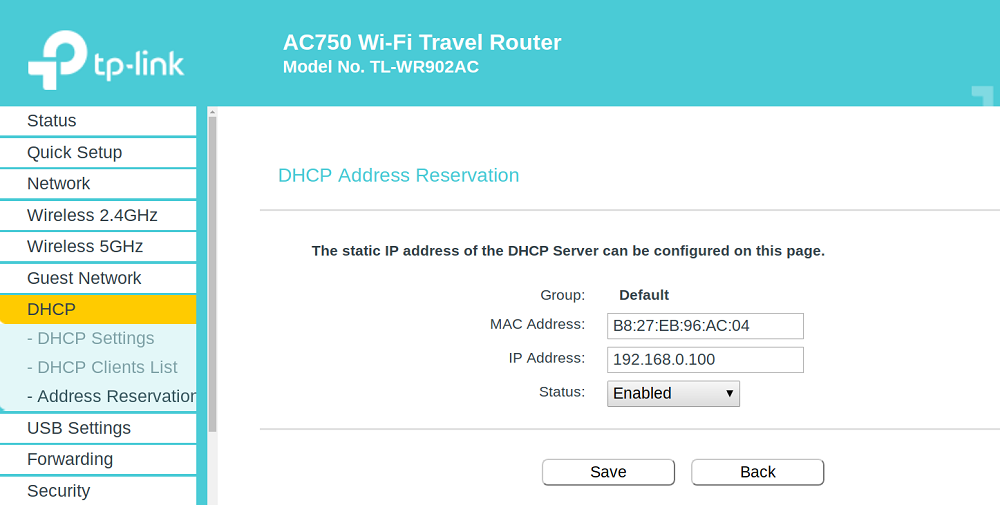 tp-link
AC750 Wi-Fi Travel Router
Model No. TL-WR902AC
Status
Quick Setup
Network
Wireless 2.4GHz
Wireless 5GHz
Guest Network
DHCP
- DHCP Settings
- DHCP Clients List
- Address Reservation
USB Settings
Forwarding
Security
DHCP Address Reservation
The static IP address of the DHCP Server can be configured on this page.
Group: Default
MAC Address: B8:27:EB:96:AC:04
IP Address: 192.168.0.100
Status: Enabled
Save Back